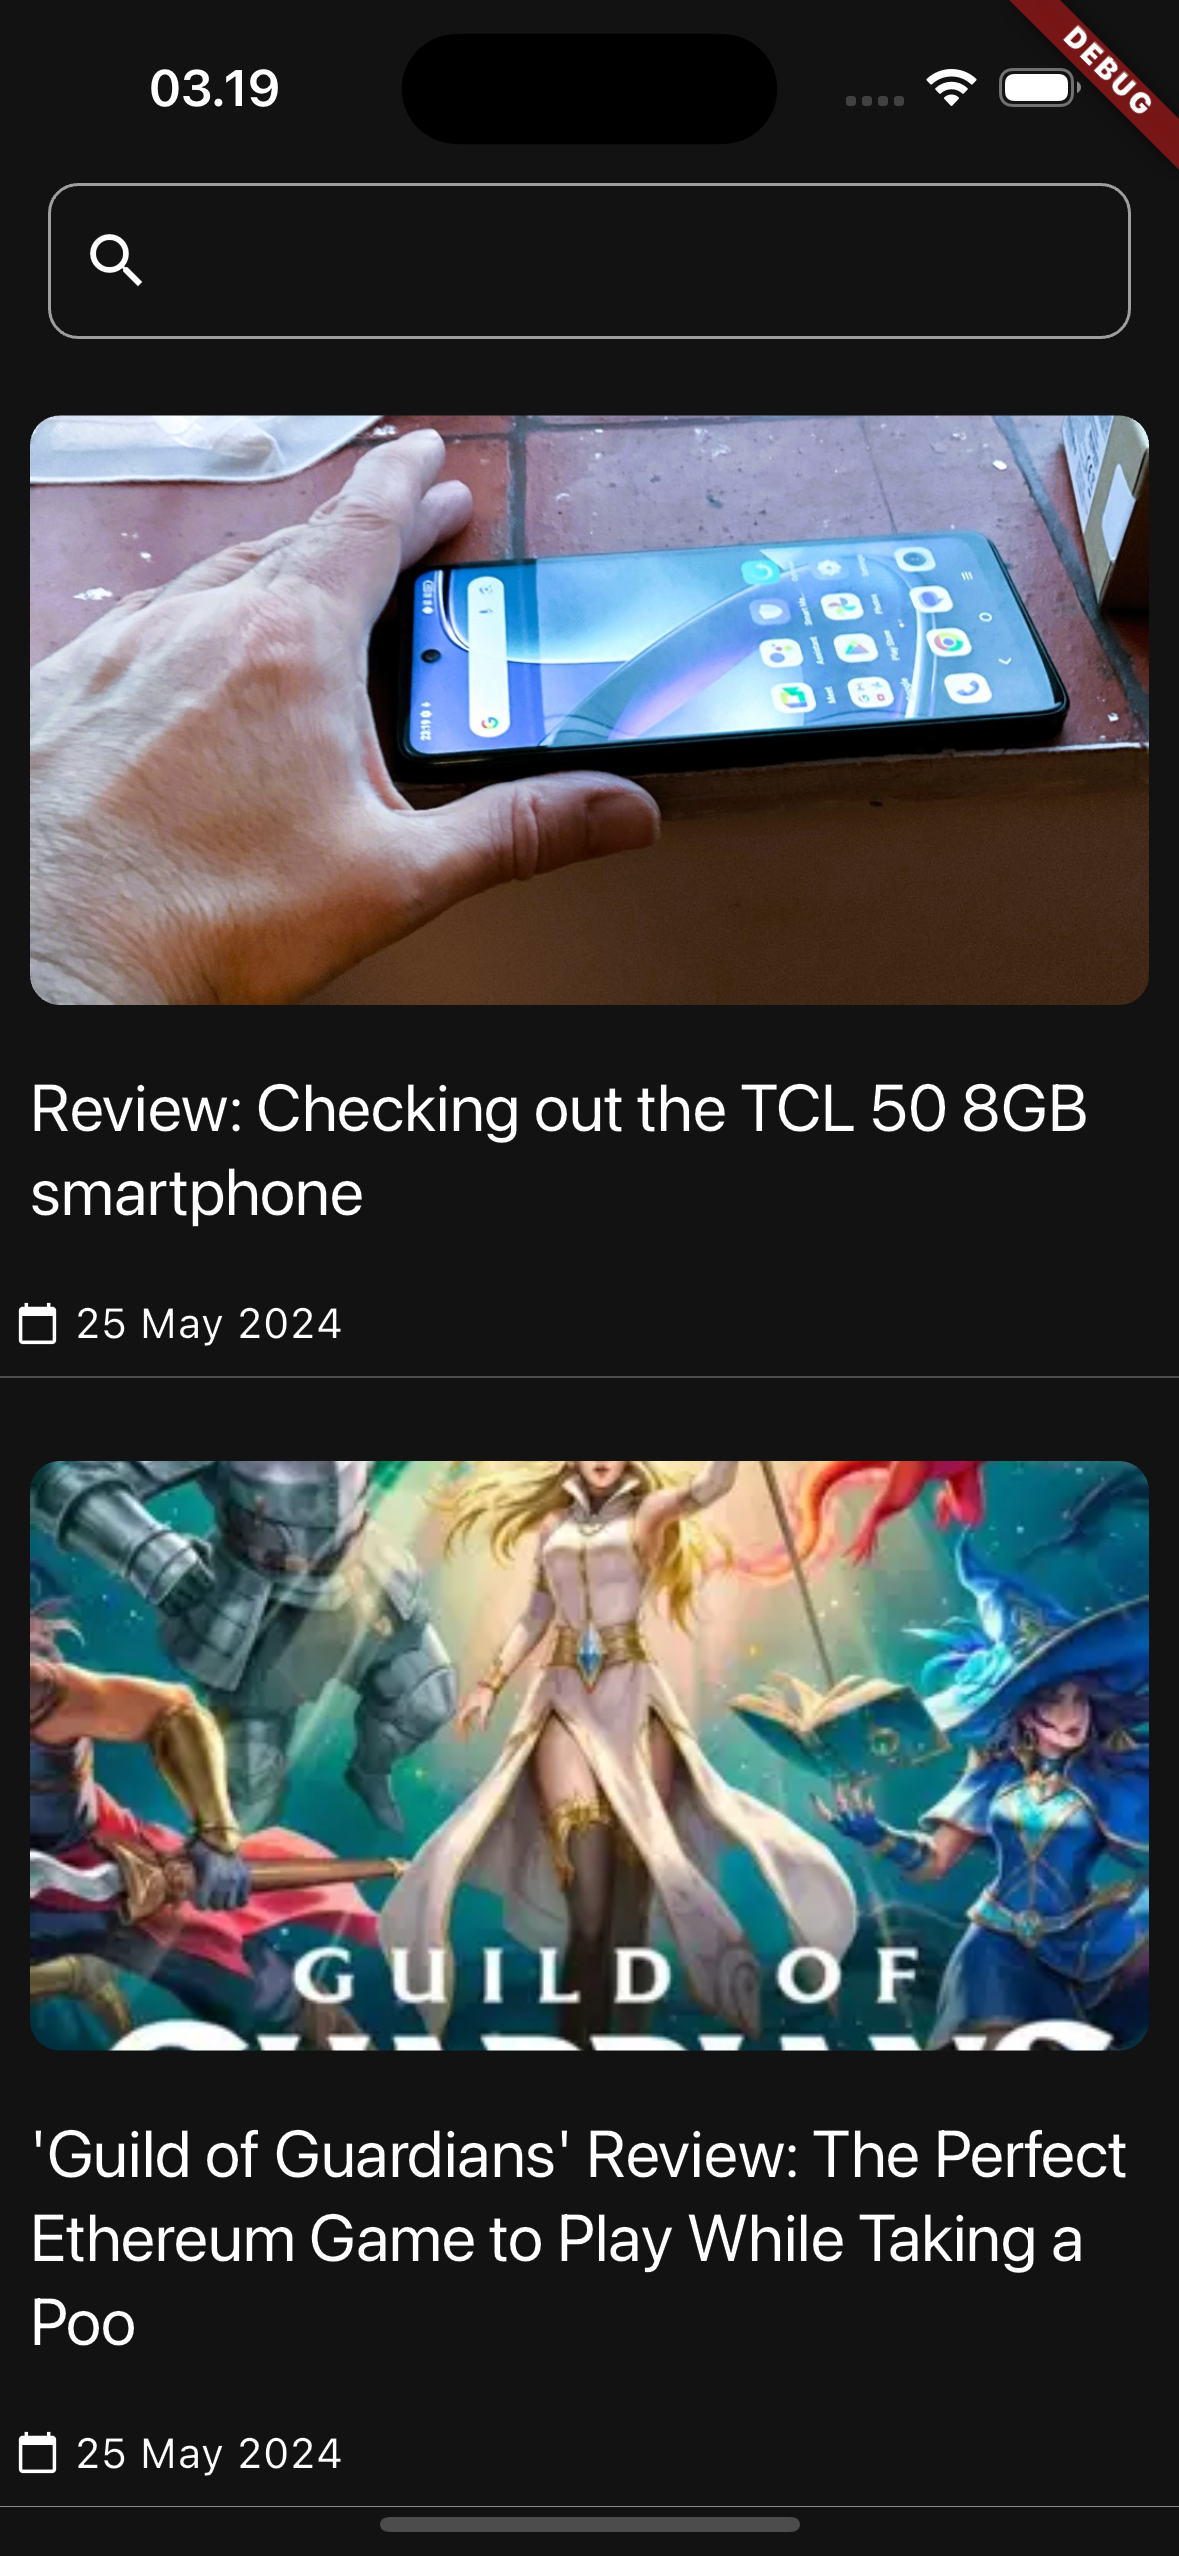 03.19
DEBUG
Review: Checking out the TCL 50 8GB
smartphone
25 May 2024
GUILD OF
'Guild of Guardians' Review: The Perfect
Ethereum Game to Play While Taking a
Poo
25 May 2024